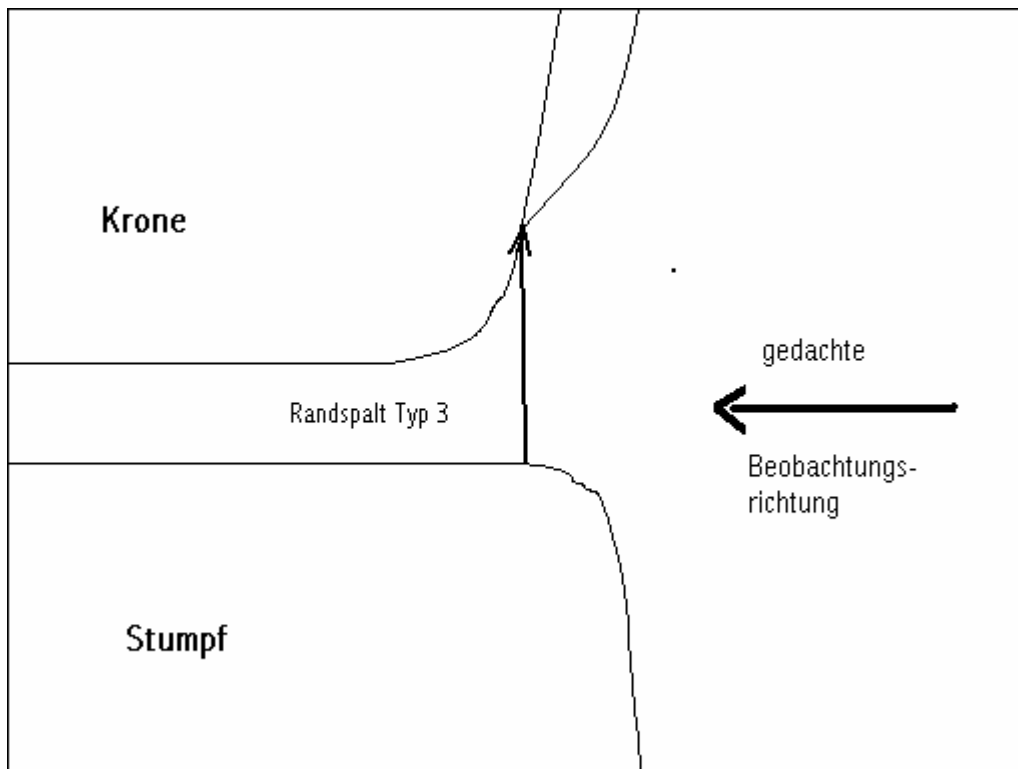 Krone
gedachte
Randspalt Typ 3
Beobachtungs-
richtung
Stumpf